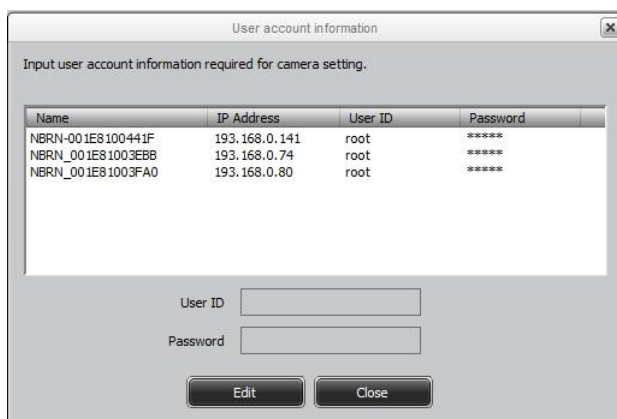 User account information
Input user account information required for camera setting.
Name IP Address User ID Password
NBRN-001E8100441F 193.168.0.141 root *****
NBRN_001E81003EBB 193.168.0.74 root *****
NBRN_001E81003FA0 193.168.0.80 root *****
User ID
Password
Edit Close